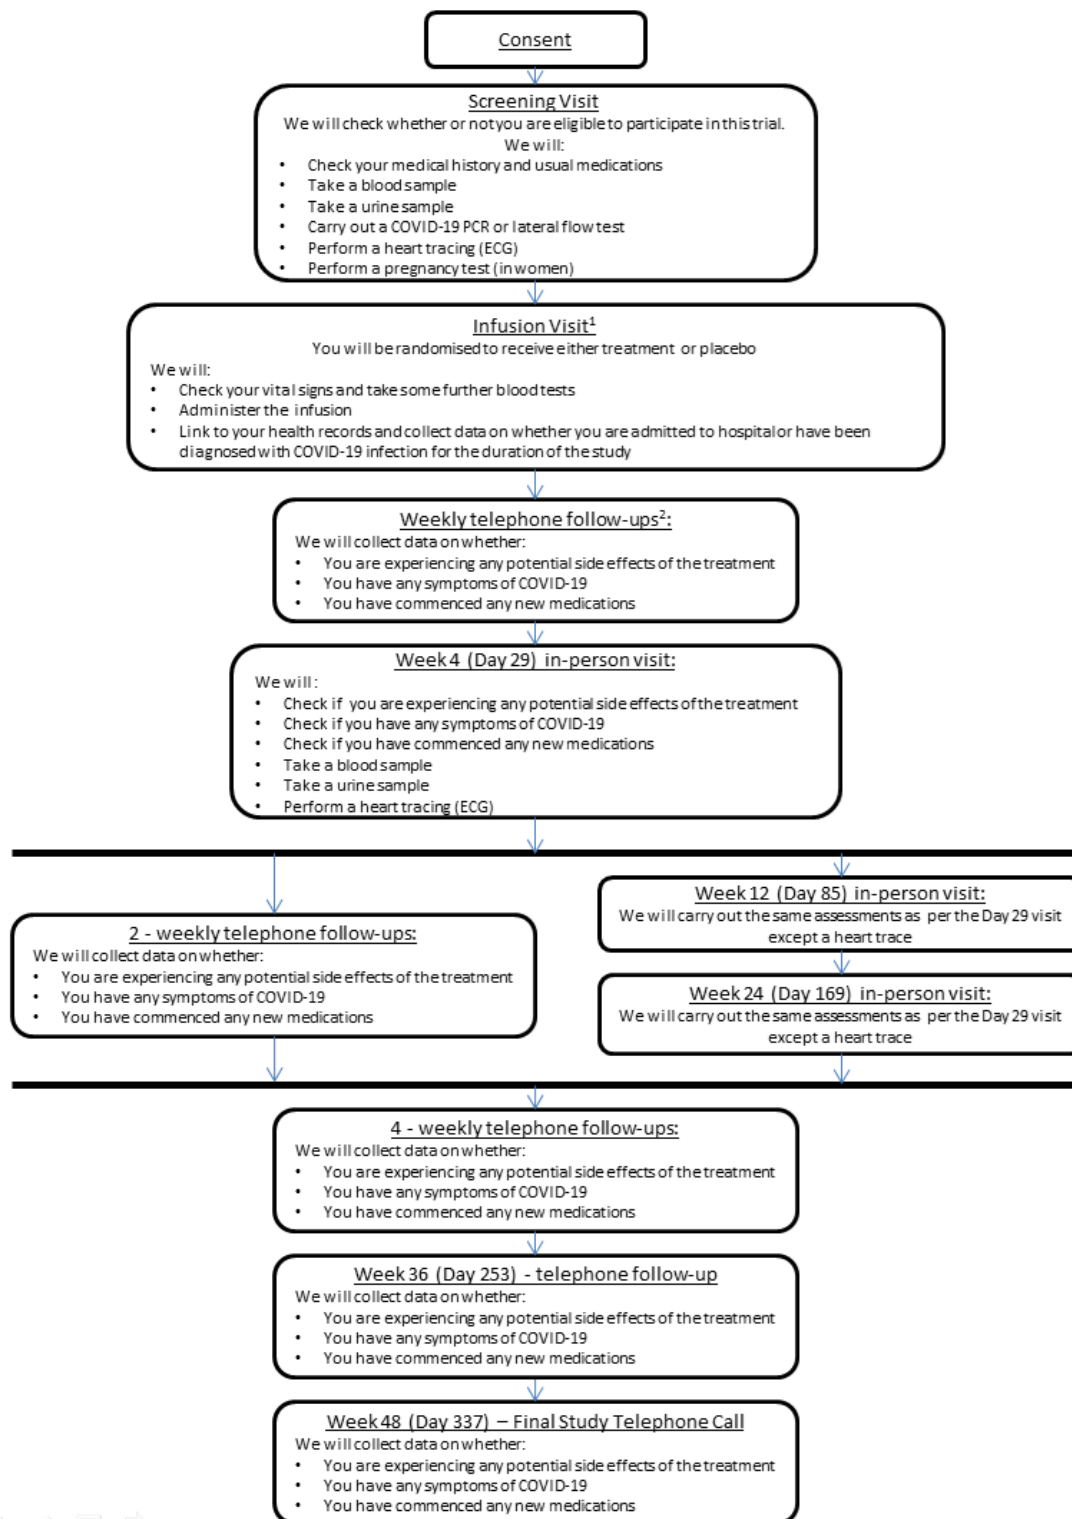 Consent
Screening Visit
We will check whether or not you are eligible to participate in this trial.
We will:
• Check your medical history and usual medications
• Take a blood sample
• Take a urine sample
• Carry out a COVID-19 PCR or lateral flow test
• Perform a heart tracing (ECG)
• Perform a pregnancy test (in women)
Infusion Visit¹
You will be randomised to receive either treatment or placebo
We will:
• Check your vital signs and take some further blood tests
• Administer the infusion
• Link to your health records and collect data on whether you are admitted to hospital or have been
diagnosed with COVID-19 infection for the duration of the study
Weekly telephone follow-ups²:
We will collect data on whether:
• You are experiencing any potential side effects of the treatment
• You have any symptoms of COVID-19
• You have commenced any new medications
Week 4 (Day 29) in-person visit:
We will :
• Check if you are experiencing any potential side effects of the treatment
• Check if you have any symptoms of COVID-19
• Check if you have commenced any new medications
• Take a blood sample
• Take a urine sample
• Perform a heart tracing (ECG)
2 - weekly telephone follow-ups:
We will collect data on whether:
• You are experiencing any potential side effects of the treatment
• You have any symptoms of COVID-19
• You have commenced any new medications
Week 12 (Day 85) in-person visit:
We will carry out the same assessments as per the Day 29 visit
except a heart trace
Week 24 (Day 169) in-person visit:
We will carry out the same assessments as per the Day 29 visit
except a heart trace
4 - weekly telephone follow-ups:
We will collect data on whether:
• You are experiencing any potential side effects of the treatment
• You have any symptoms of COVID-19
• You have commenced any new medications
Week 36 (Day 253) - telephone follow-up
We will collect data on whether:
• You are experiencing any potential side effects of the treatment
• You have any symptoms of COVID-19
• You have commenced any new medications
Week 48 (Day 337) – Final Study Telephone Call
We will collect data on whether:
• You are experiencing any potential side effects of the treatment
• You have any symptoms of COVID-19
• You have commenced any new medications